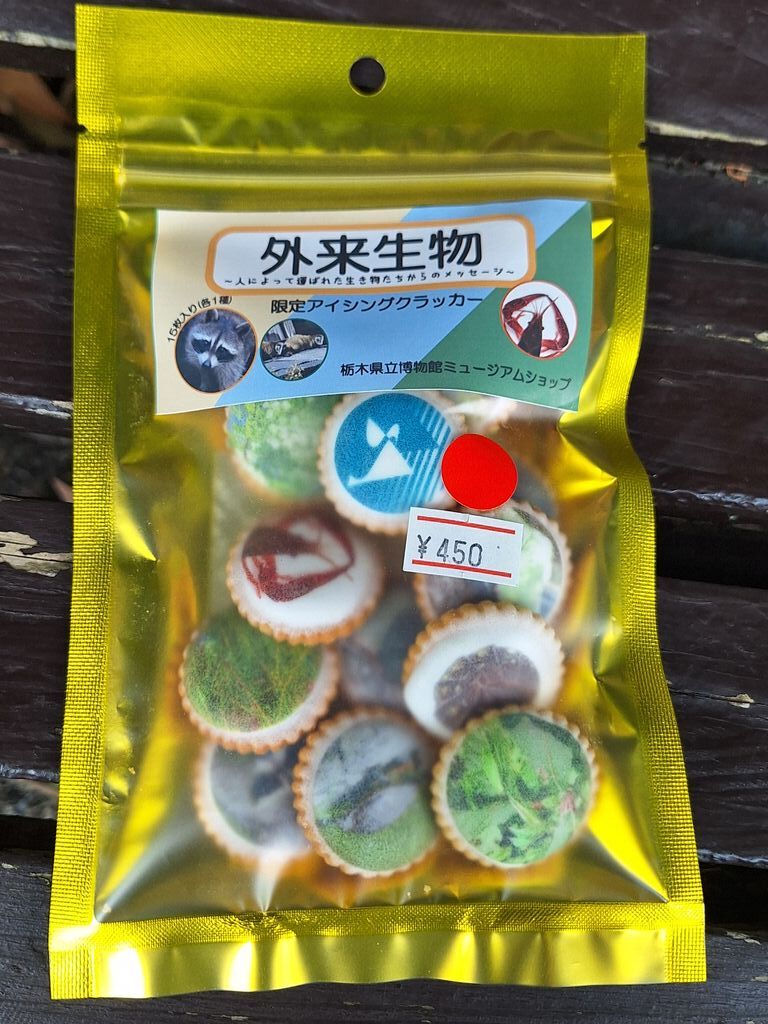 外来生物
~人によって運ばれた生き物たちからのメッセージ~
15枚入り(各1種)
限定アイシングクラッカー
栃木県立博物館ミュージアムショップ
¥450